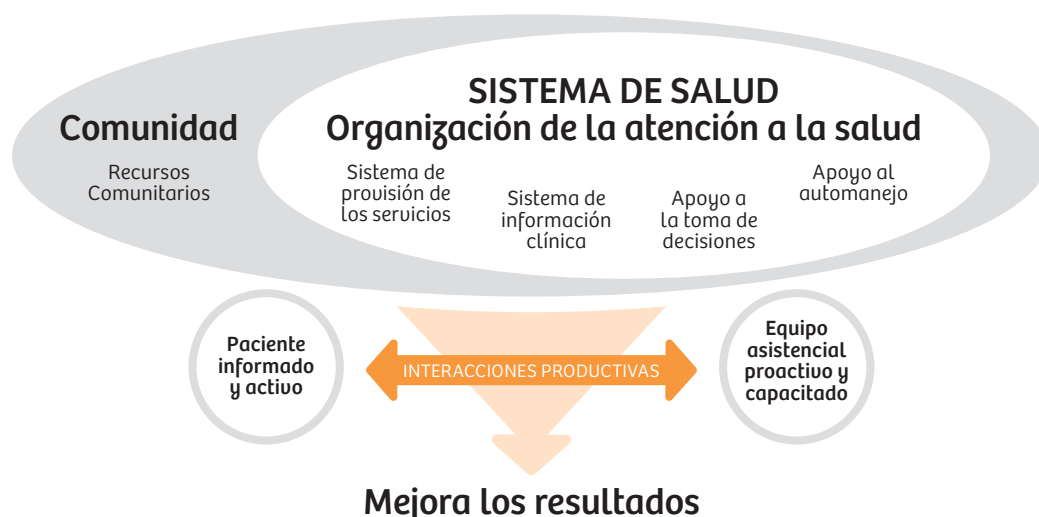 SISTEMA DE SALUD
Organización de la atención a la salud
Comunidad
Recursos
Comunitarios
Sistema de
provisión de
los servicios
Sistema de
información
clínica
Apoyo a
la toma de
decisiones
Apoyo al
automanejo
Paciente
informado
y activo
INTERACCIONES PRODUCTIVAS
Equipo
asistencial
proactivo y
capacitado
Mejora los resultados